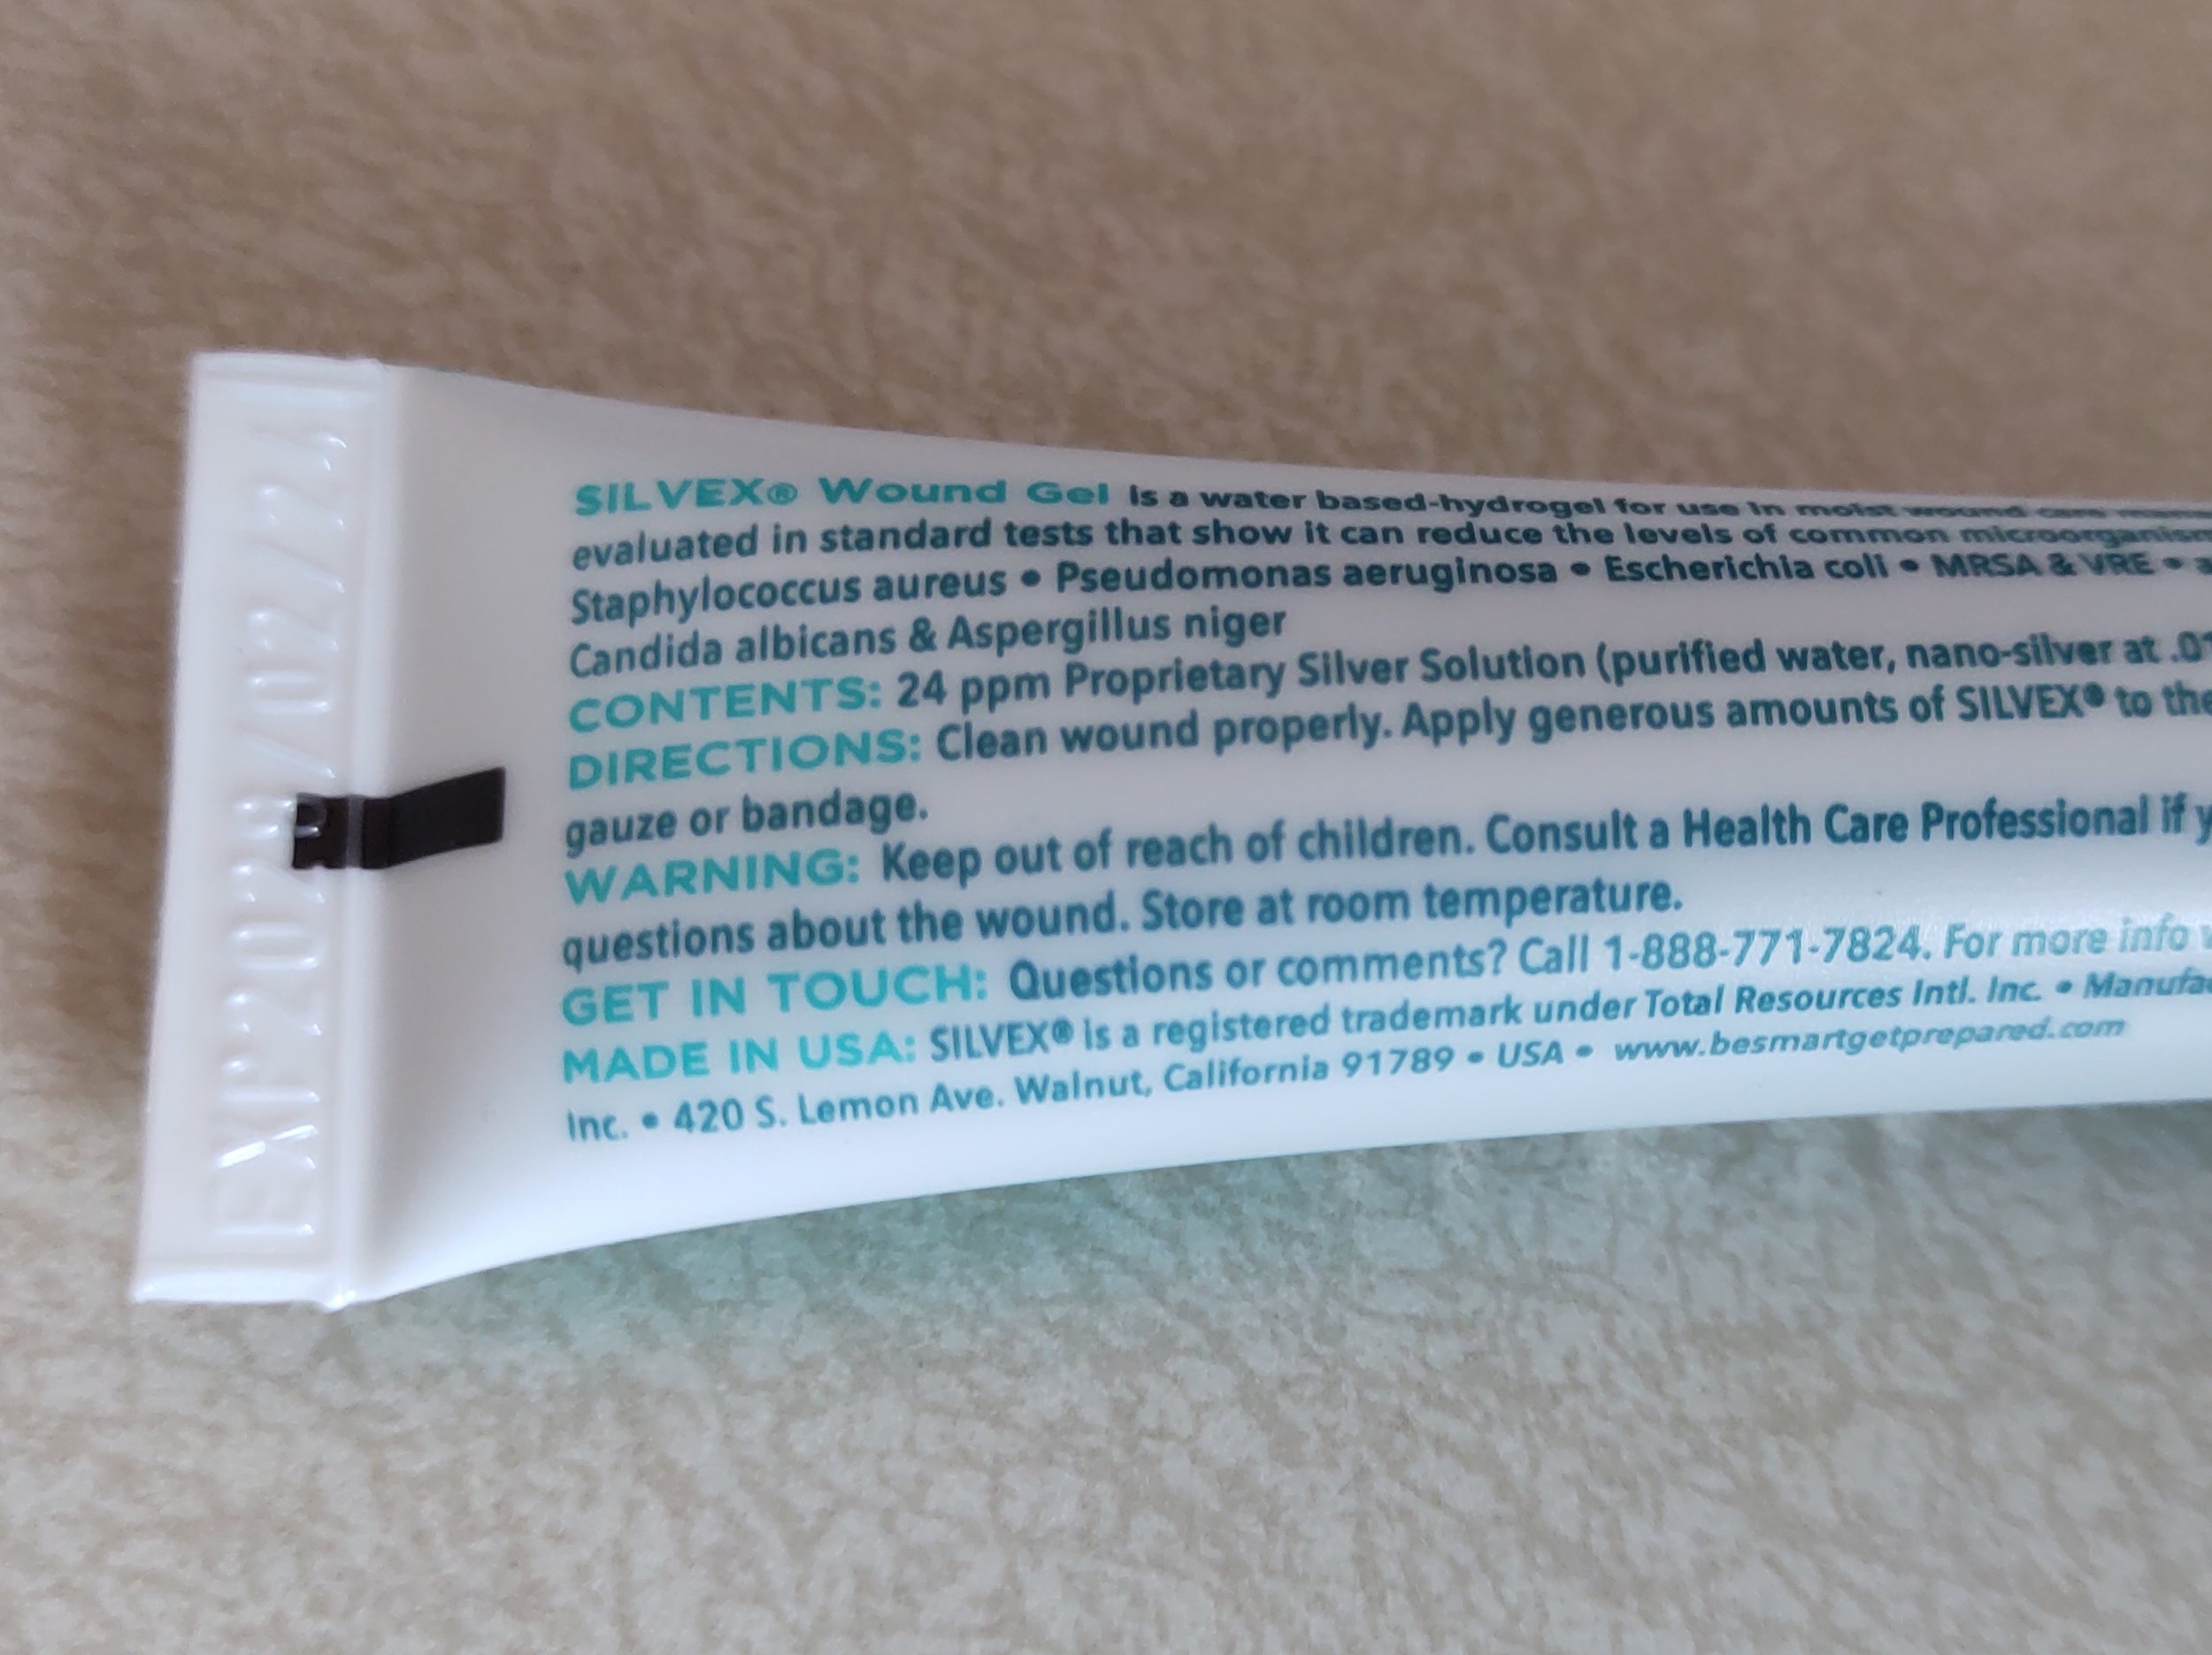 SILVEX® Wound Gel is a water based-hydrogel for use in moist wound care
evaluated in standard tests that show it can reduce the levels of common
Staphylococcus aureus • Pseudomonas aeruginosa • Escherichia coli • MRSA & VRE •
Candida albicans & Aspergillus niger
CONTENTS: 24 ppm Proprietary Silver Solution (purified water, nano-silver at
DIRECTIONS: Clean wound properly. Apply generous amounts of SILVEX® to the
gauze or bandage.
WARNING: Keep out of reach of children. Consult a Health Care Professional if
questions about the wound. Store at room temperature.
GET IN TOUCH: Questions or comments? Call 1-888-771-7824. For more info
MADE IN USA: SILVEX® is a registered trademark under Total Resources Intl. Inc. •
Inc. • 420 S. Lemon Ave. Walnut, California 91789 • USA • www.besmartgetprepared.com